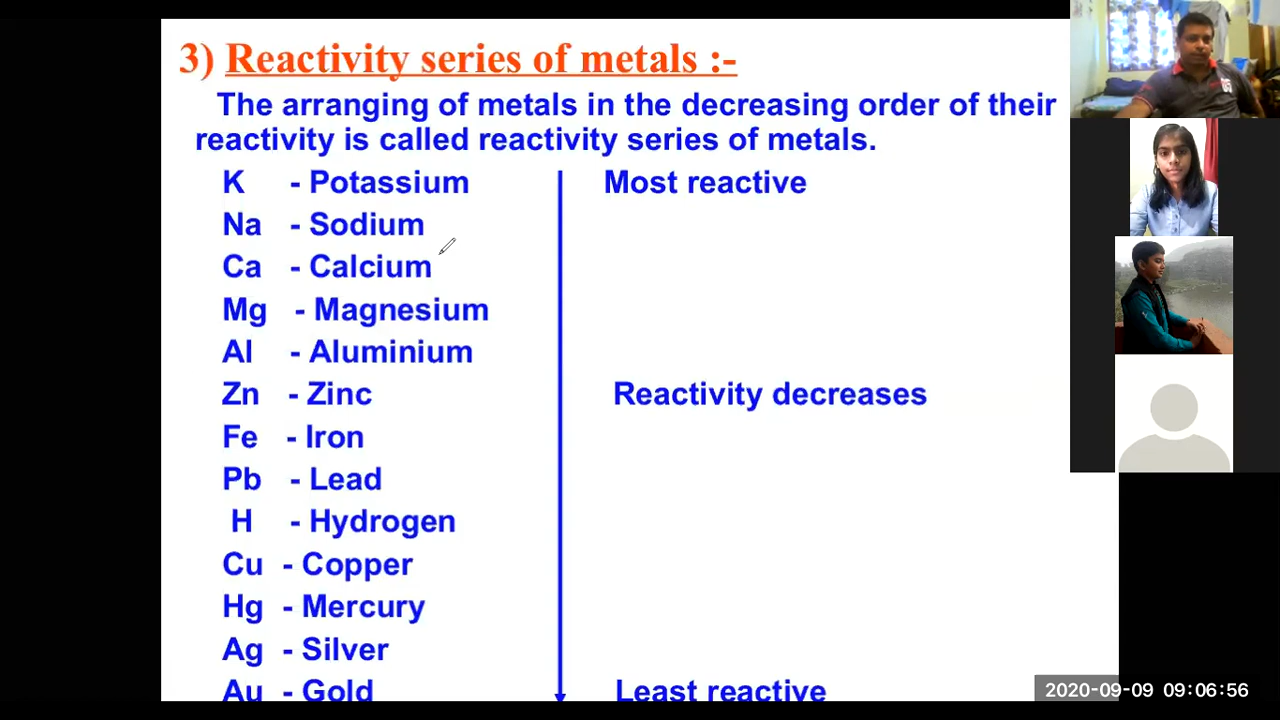 3) Reactivity series of metals :-
The arranging of metals in the decreasing order of their
reactivity is called reactivity series of metals.
K - Potassium Most reactive
Na - Sodium
Ca - Calcium
Mg - Magnesium
Al - Aluminium
Zn - Zinc Reactivity decreases
Fe - Iron
Pb - Lead
H - Hydrogen
Cu - Copper
Hg - Mercury
Ag - Silver
Au - Gold Least reactive
2020-09-09 09:06:56